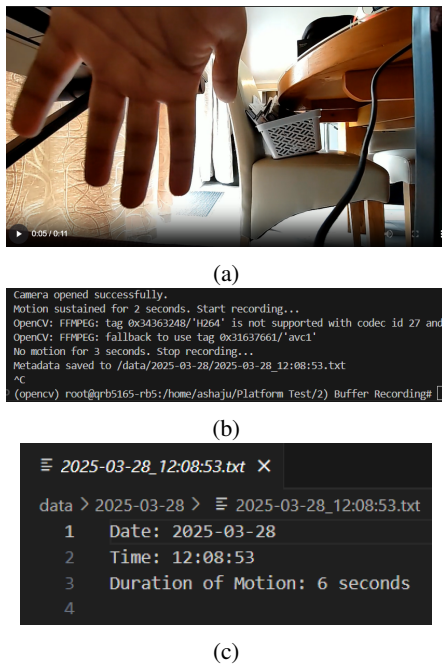 0:05 / 0:11
(a)
Camera opened successfully.
Motion sustained for 2 seconds. Start recording...
OpenCV: FFMPEG: tag 0x34363248/'H264' is not supported with codec id 27 and
OpenCV: FFMPEG: fallback to use tag 0x31637661/'avc1'
No motion for 3 seconds. Stop recording...
Metadata saved to /data/2025-03-28/2025-03-28_12:08:53.txt
^C
(opencv) root@qrb5165-rb5:/home/ashaju/Platform Test/2) Buffer Recording#
(b)
2025-03-28_12:08:53.txt ×
data > 2025-03-28 > 2025-03-28_12:08:53.txt
1 Date: 2025-03-28
2 Time: 12:08:53
3 Duration of Motion: 6 seconds
4
(c)